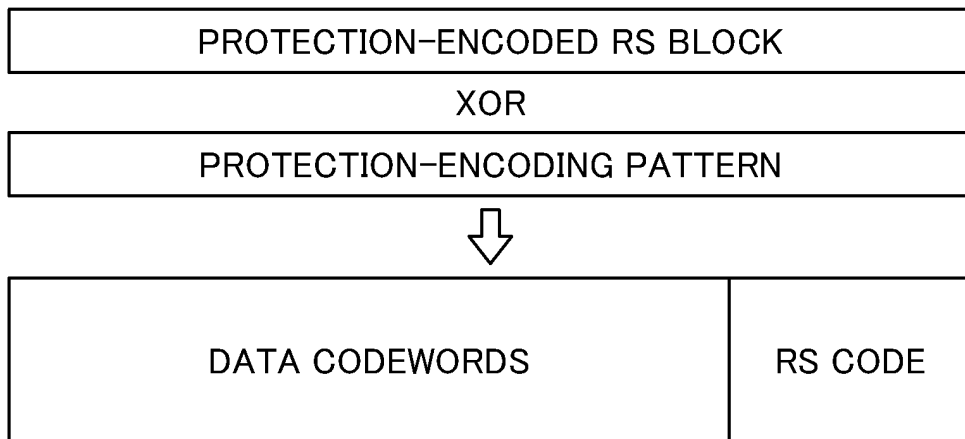 PROTECTION-ENCODED RS BLOCK
XOR
PROTECTION-ENCODING PATTERN
DATA CODEWORDS RS CODE